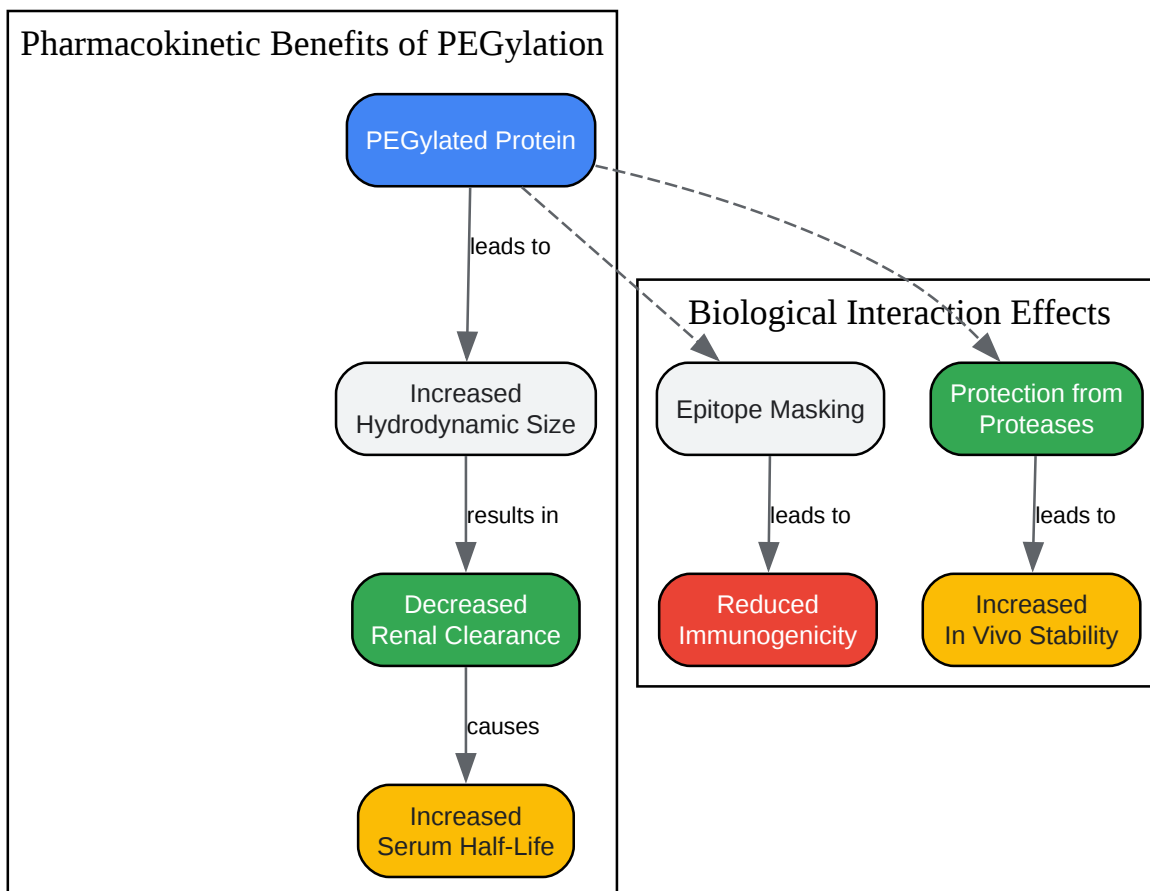 Pharmacokinetic Benefits of PEGylation
PEGylated Protein
leads to
Increased
Hydrodynamic Size
results in
Decreased
Renal Clearance
causes
Increased
Serum Half-Life
Biological Interaction Effects
Epitope Masking
leads to
Reduced
Immunogenicity
Protection from
Proteases
leads to
Increased
In Vivo Stability